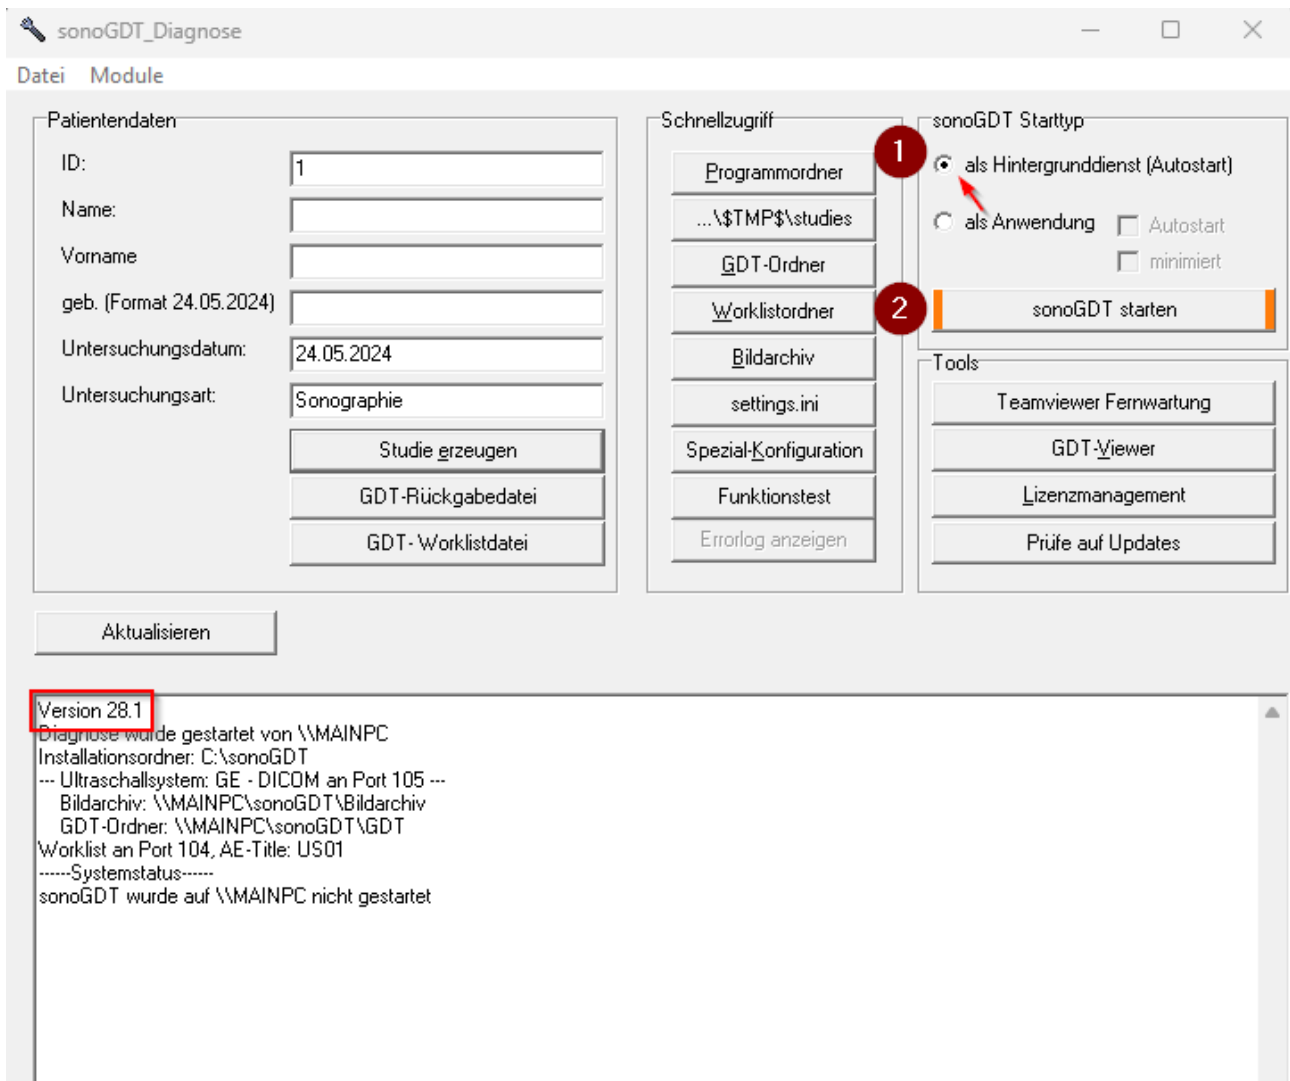 sonoGDT_Diagnose
Datei Module
Patientendaten
ID:
1
Name:
Vorname
geb. (Format 24.05.2024)
Untersuchungsdatum:
24.05.2024
Untersuchungsart:
Sonographie
Studie erzeugen
GDT-Rückgabedatei
GDT- Worklistdatei
Schnellzugriff
Programmordner
...\$TMP$\studies
GDT-Ordner
Worklistordner
Bildarchiv
settings.ini
Spezial-Konfiguration
Funktionstest
Errorlog anzeigen
sonoGDT Starttyp
1
als Hintergrunddienst (Autostart)
als Anwendung
Autostart
minimiert
2
sonoGDT starten
Tools
Teamviewer Fernwartung
GDT-Viewer
Lizenzmanagement
Prüfe auf Updates
Aktualisieren
Version 28.1
Diagnose wurde gestartet von \\MAINPC
Installationsordner: C:\sonoGDT
--- Ultraschallsystem: GE - DICOM an Port 105 ---
Bildarchiv: \\MAINPC\sonoGDT\Bildarchiv
GDT-Ordner: \\MAINPC\sonoGDT\GDT
Worklist an Port 104, AE-Title: US01
------Systemstatus------
sonoGDT wurde auf \\MAINPC nicht gestartet